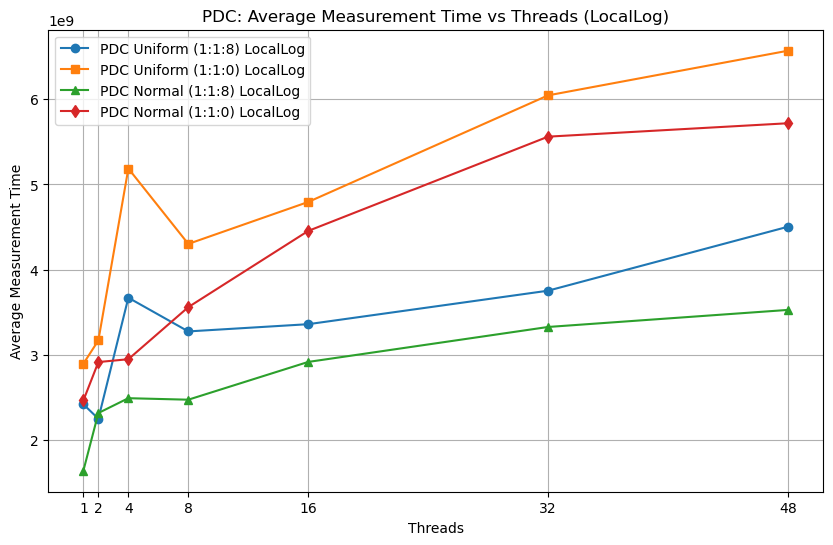 PDC: Average Measurement Time vs Threads (LocalLog)
1e9
PDC Uniform (1:1:8) LocalLog
PDC Uniform (1:1:0) LocalLog
PDC Normal (1:1:8) LocalLog
PDC Normal (1:1:0) LocalLog
6
5
4
3
2
Average Measurement Time
1 2 4 8 16 32 48
Threads